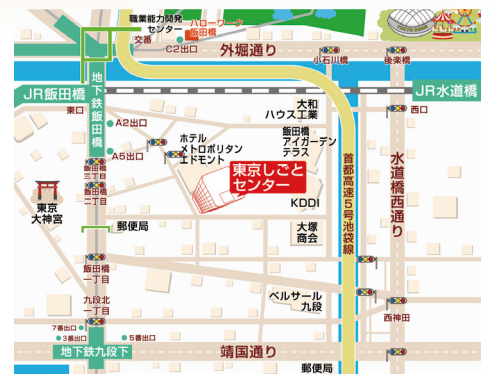 職業能力開発
センター
ハローワーク
飯田橋
交番
C2出口
外堀通り
小石川橋
後楽橋
JR飯田橋
地下鉄飯田橋
JR水道橋
東口
西口
A2出口
大和
ハウス工業
ホテル
メトロポリタン
エドモント
飯田橋
アイガーデン
テラス
A5出口
飯田橋
三丁目
東京しごと
センター
首都高速5号池袋線
水道橋西通り
飯田橋
二丁目
東京
大神宮
KDDI
郵便局
大塚
商会
飯田橋
一丁目
九段北
一丁目
ベルサール
九段
西神田
7番出口
3番出口
5番出口
地下鉄九段下
靖国通り
郵便局